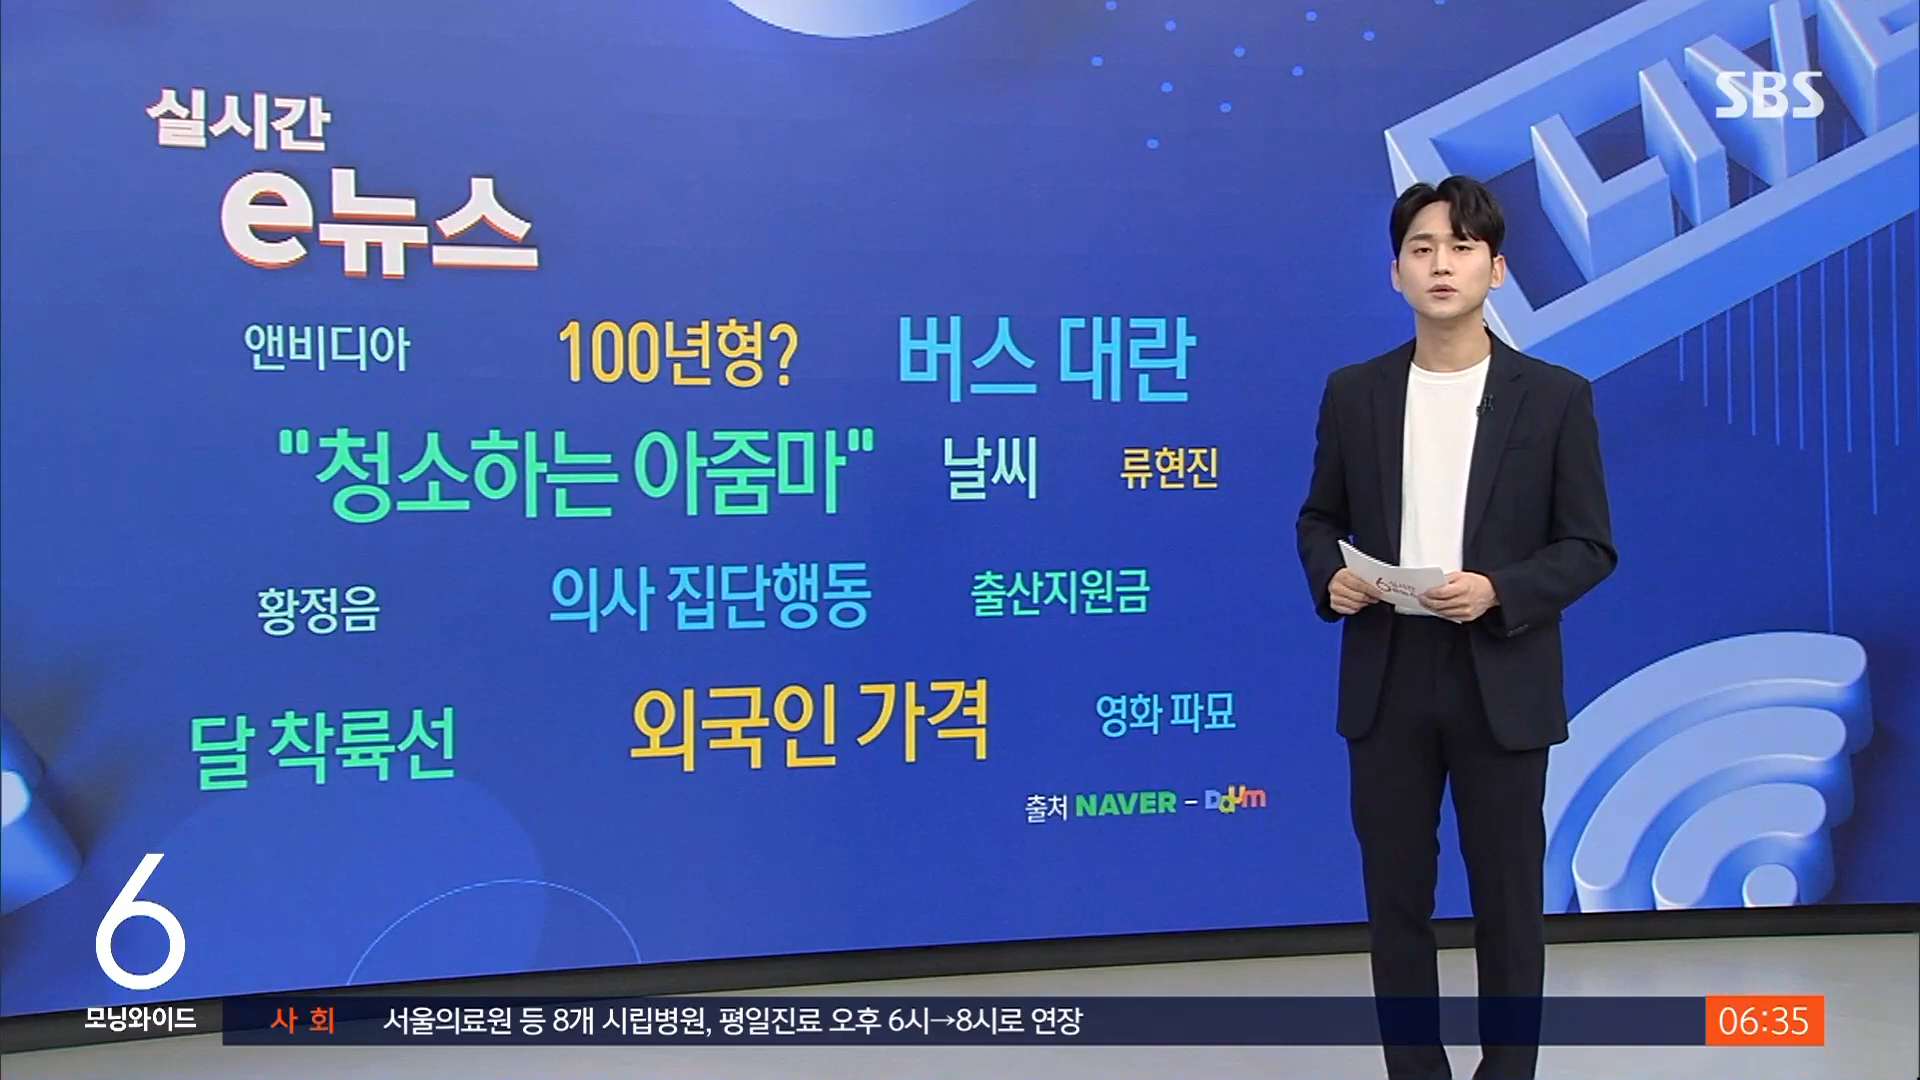 실시간
e뉴스
SBS
LIVE
앤비디아 100년형? 버스 대란
"청소하는 아줌마" 날씨 류현진
황정음 의사 집단행동 출산지원금
달 착륙선 외국인 가격 영화 파묘
출처 NAVER - Daum
6
모닝와이드
사회 서울의료원 등 8개 시립병원, 평일진료 오후 6시→8시로 연장
06:35